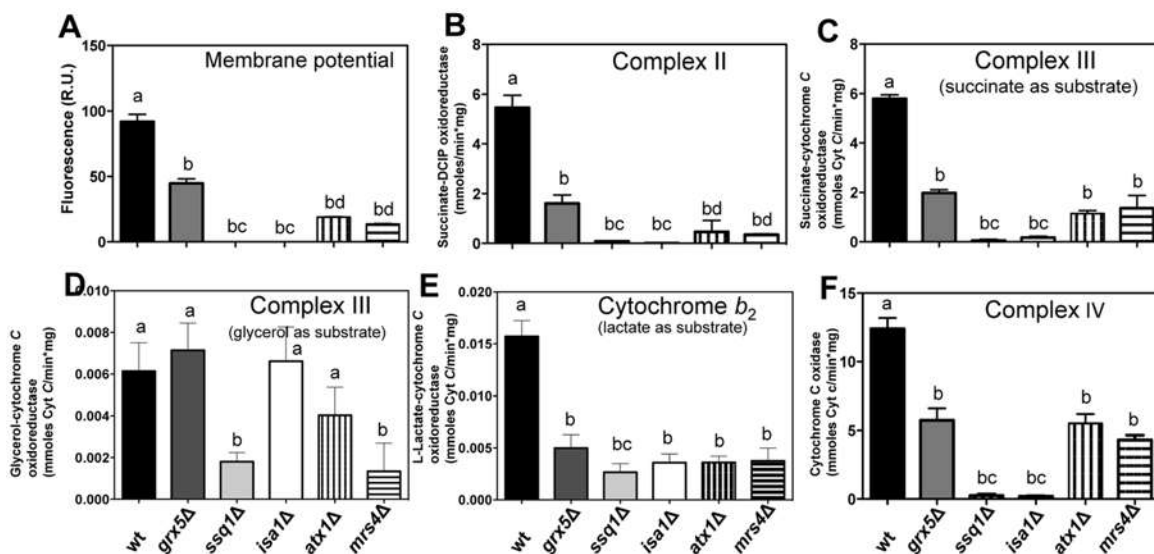 A
Membrane potential
Fluorescence (R.U.)
150
100
50
0
a
b
bc
bc
bd
bd
B
Complex II
Succinate-DCIP oxidoreductase
(mmoles/min*mg)
8
6
4
2
0
a
b
bc
bc
bd
bd
C
Complex III
(succinate as substrate)
Succinate-cytochrome C
oxidoreductase
(mmoles Cyt C/min*mg)
8
6
4
2
0
a
b
bc
bc
b
b
D
Complex III
(glycerol as substrate)
Glycerol-cytochrome C
oxidoreductase
(mmoles Cyt C/min*mg)
0.010
0.008
0.006
0.004
0.002
0.000
a
a
b
a
a
b
wt
grx5Δ
ssq1Δ
isa1Δ
atx1Δ
mrs4Δ
E
Cytochrome b2
(lactate as substrate)
L-Lactate-cytochrome C
oxidoreductase
(mmoles Cyt C/min*mg)
0.020
0.015
0.010
0.005
0.000
a
b
bc
b
b
b
wt
grx5Δ
ssq1Δ
isa1Δ
atx1Δ
mrs4Δ
F
Complex IV
Cytochrome C oxidase
(mmoles Cyt c/min*mg)
15
10
5
0
a
b
bc
bc
b
b
wt
grx5Δ
ssq1Δ
isa1Δ
atx1Δ
mrs4Δ